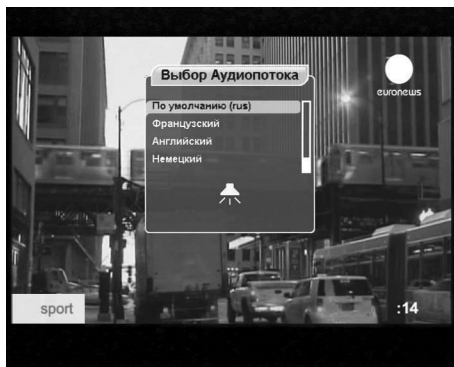 Выбор Аудиопотока
По умолчанию (rus)
Французский
Английский
Немецкий
euronews
sport
:14